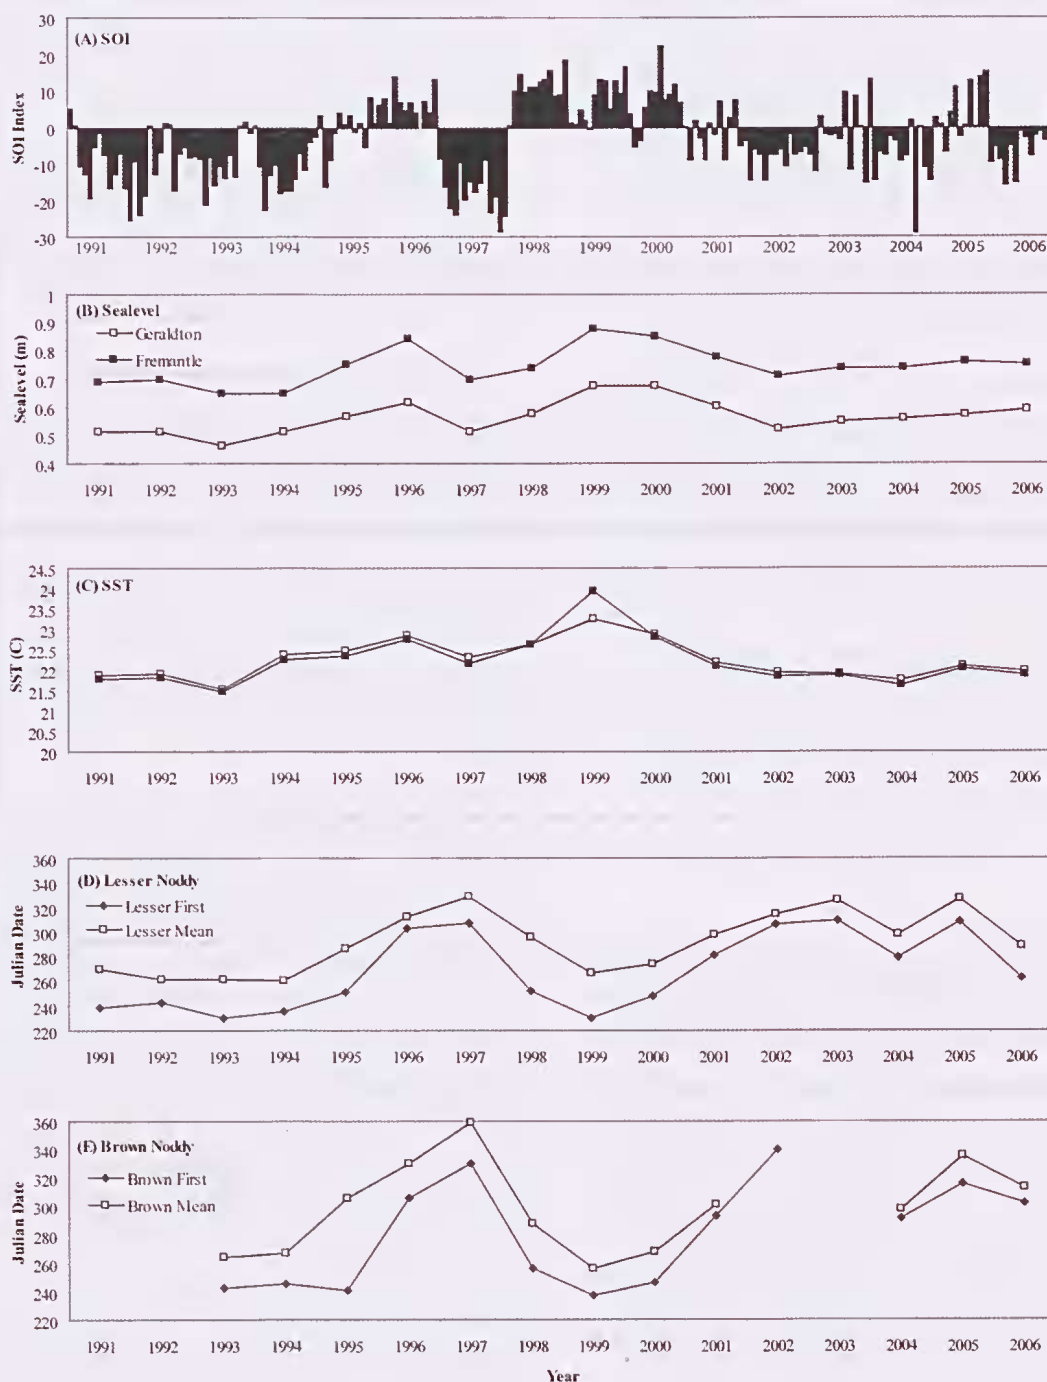 (A) SOI
SOI Index
30
20
10
0
-10
-20
-30
1991 1992 1993 1994 1995 1996 1997 1998 1999 2000 2001 2002 2003 2004 2005 2006
(B) Sealevel
Geraldton
Fremantle
Sealevel (m)
1
0.9
0.8
0.7
0.6
0.5
0.4
1991 1992 1993 1994 1995 1996 1997 1998 1999 2000 2001 2002 2003 2004 2005 2006
(C) SST
SST (C)
24.5
24
23.5
23
22.5
22
21.5
21
20.5
20
1991 1992 1993 1994 1995 1996 1997 1998 1999 2000 2001 2002 2003 2004 2005 2006
(D) Lesser Noddy
Lesser First
Lesser Mean
Julian Date
360
340
320
300
280
260
240
220
1991 1992 1993 1994 1995 1996 1997 1998 1999 2000 2001 2002 2003 2004 2005 2006
(E) Brown Noddy
Brown First
Brown Mean
Julian Date
360
340
320
300
280
260
240
220
1991 1992 1993 1994 1995 1996 1997 1998 1999 2000 2001 2002 2003 2004 2005 2006
Year